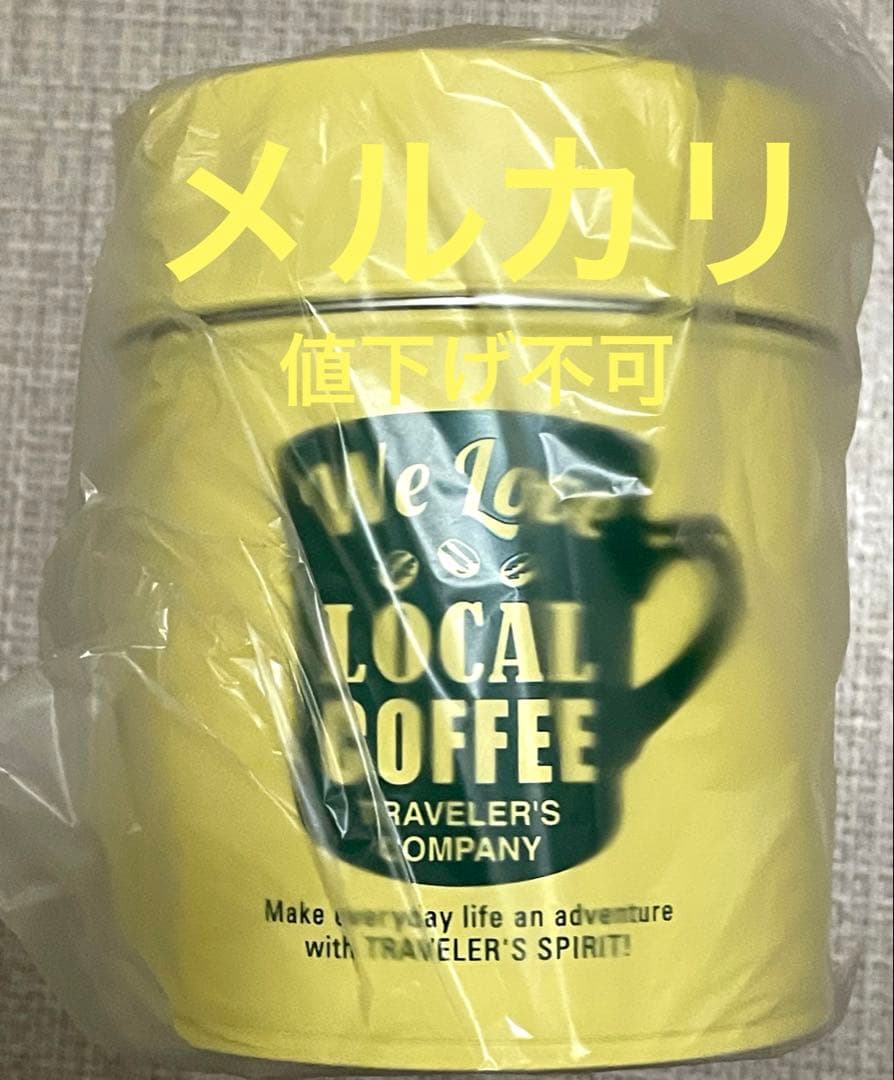 メルカリ
値下げ不可
We Love
LOCAL
COFFEE
TRAVELER'S
COMPANY
Make everyday life an adventure
with TRAVELER'S SPIRIT!